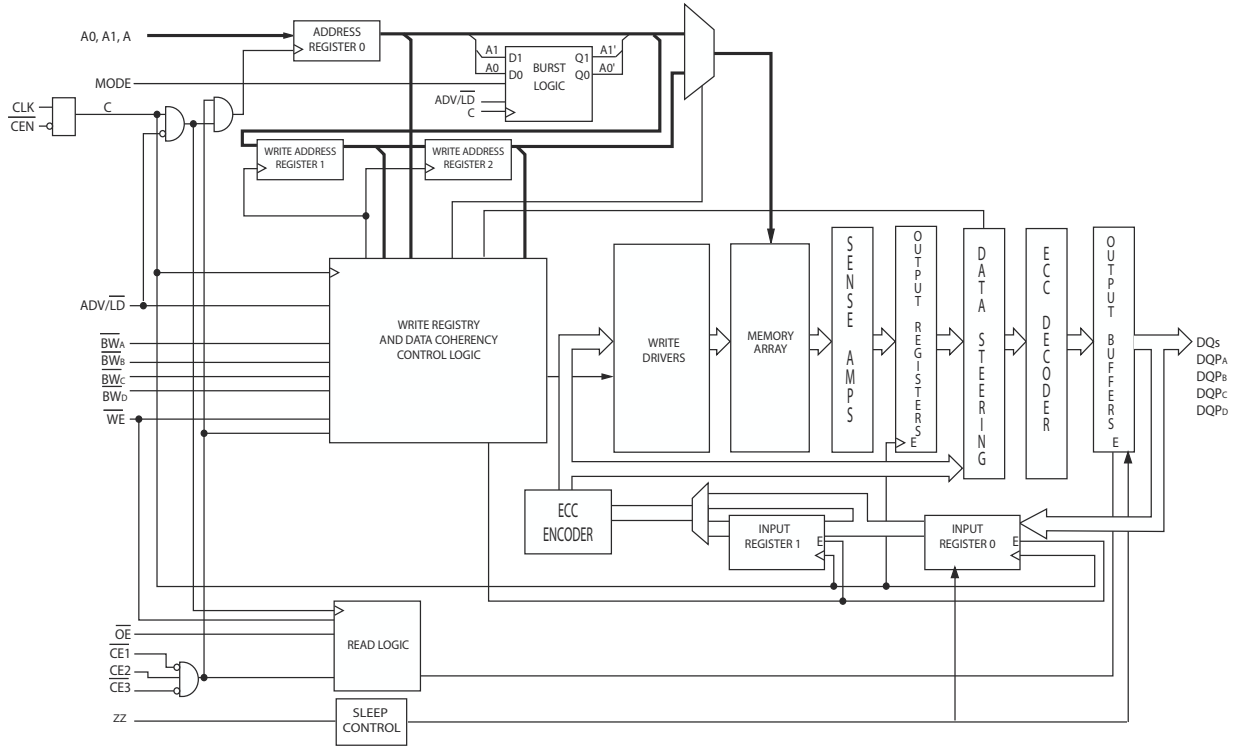 A0, A1, A
ADDRESS
REGISTER 0
MODE
CLK
CEN
C
A1
A0
D1
D0
BURST
LOGIC
Q1
Q0
A1'
A0'
ADV/LD
C
WRITE ADDRESS
REGISTER 1
WRITE ADDRESS
REGISTER 2
ADV/LD
BWA
BWB
BWC
BWD
WE
WRITE REGISTRY
AND DATA COHERENCY
CONTROL LOGIC
WRITE
DRIVERS
MEMORY
ARRAY
SENSE AMPS
OUTPUT REGISTERS
E
DATA STEERING
ECC DECODER
OUTPUT BUFFERS
E
DQs
DQPA
DQPB
DQPC
DQPD
ECC
ENCODER
INPUT
REGISTER 1
E
INPUT
REGISTER 0
E
OE
CE1
CE2
CE3
READ LOGIC
ZZ
SLEEP
CONTROL